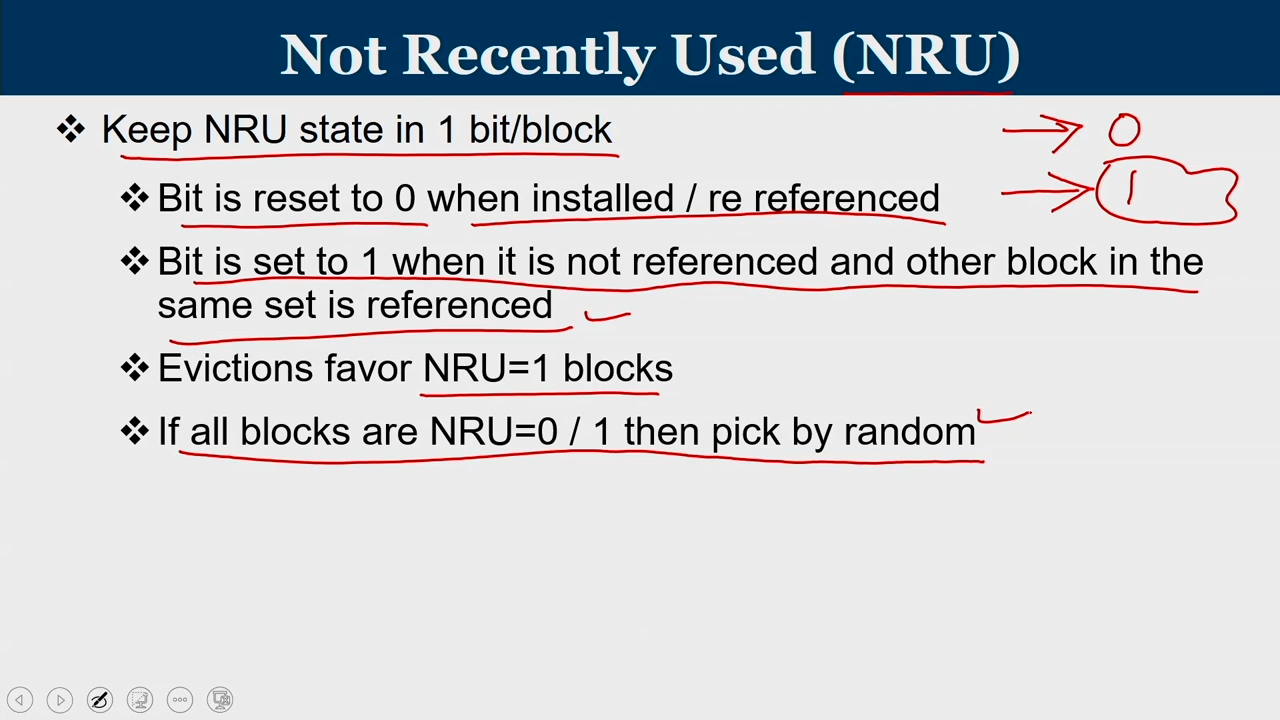 Not Recently Used (NRU)
❖ Keep NRU state in 1 bit/block
0
❖ Bit is reset to 0 when installed / re referenced
1
❖ Bit is set to 1 when it is not referenced and other block in the
same set is referenced
❖ Evictions favor NRU=1 blocks
❖ If all blocks are NRU=0 / 1 then pick by random